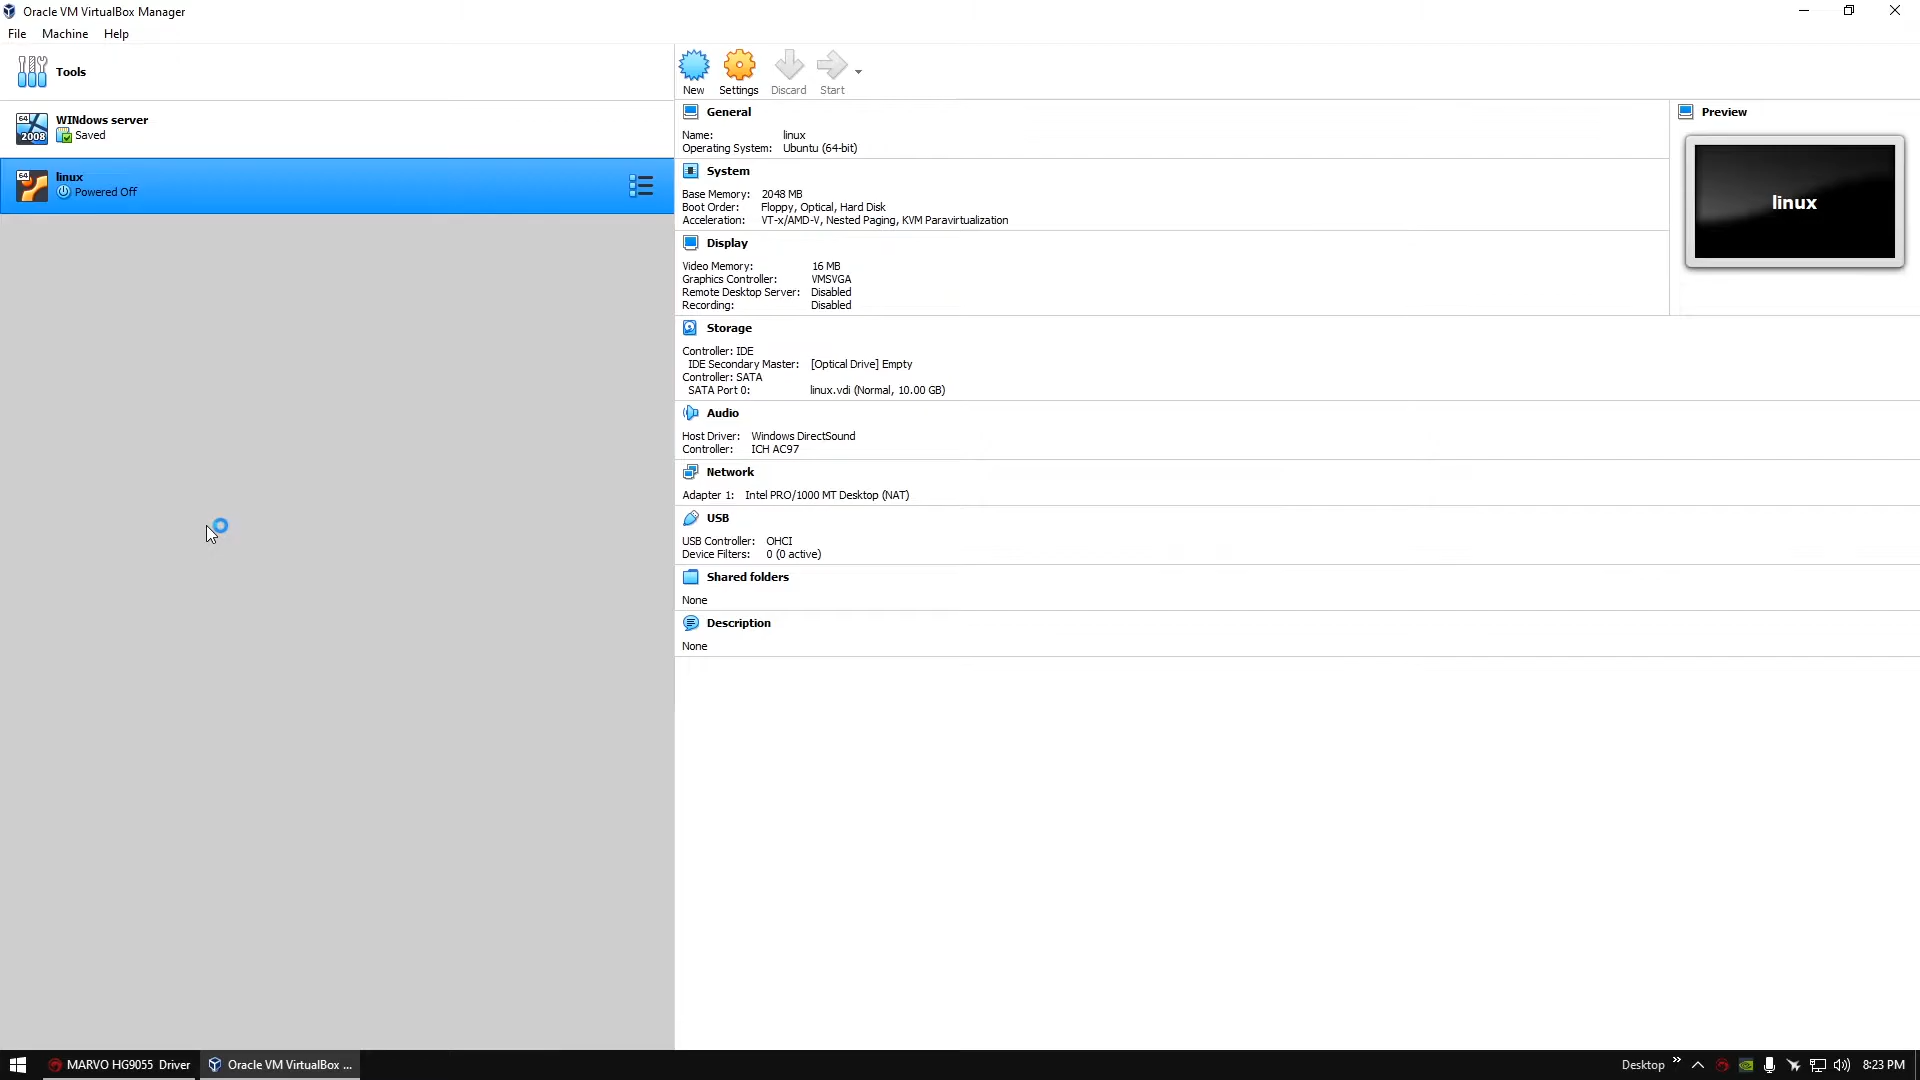 Oracle VM VirtualBox Manager
File Machine Help
Tools
New Settings Discard Start
64
2008
WINdows server
Saved
64
linux
Powered Off
General
Name: linux
Operating System: Ubuntu (64-bit)
System
Base Memory: 2048 MB
Boot Order: Floppy, Optical, Hard Disk
Acceleration: VT-x/AMD-V, Nested Paging, KVM Paravirtualization
Display
Video Memory: 16 MB
Graphics Controller: VMSVGA
Remote Desktop Server: Disabled
Recording: Disabled
Preview
linux
Storage
Controller: IDE
IDE Secondary Master: [Optical Drive] Empty
Controller: SATA
SATA Port 0: linux.vdi (Normal, 10.00 GB)
Audio
Host Driver: Windows DirectSound
Controller: ICH AC97
Network
Adapter 1: Intel PRO/1000 MT Desktop (NAT)
USB
USB Controller: OHCI
Device Filters: 0 (0 active)
Shared folders
None
Description
None
MARVO HG9055 Driver
Oracle VM VirtualBox ...
Desktop
8:23 PM